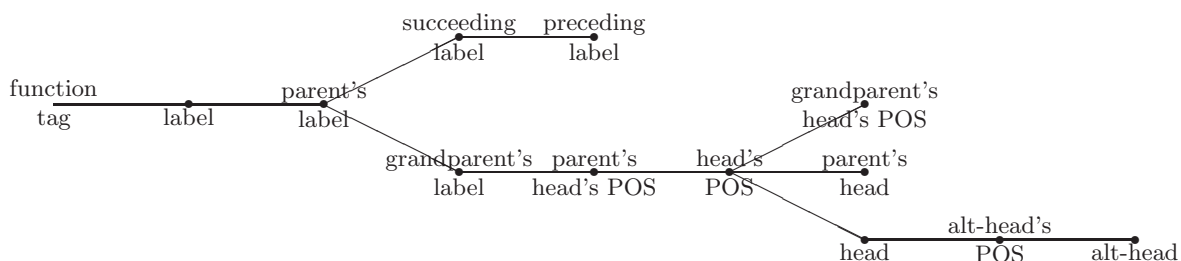 succeeding
label
preceding
label
function
tag
label
parent's
label
grandparent's
label
parent's
head's POS
head's
POS
grandparent's
head's POS
parent's
head
head
alt-head's
POS
alt-head